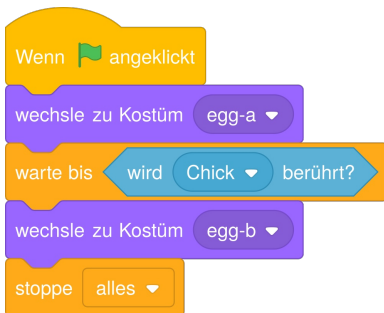 Wenn angeklickt
wechsle zu Kostüm egg-a
warte bis wird Chick berührt?
wechsle zu Kostüm egg-b
stoppe alles